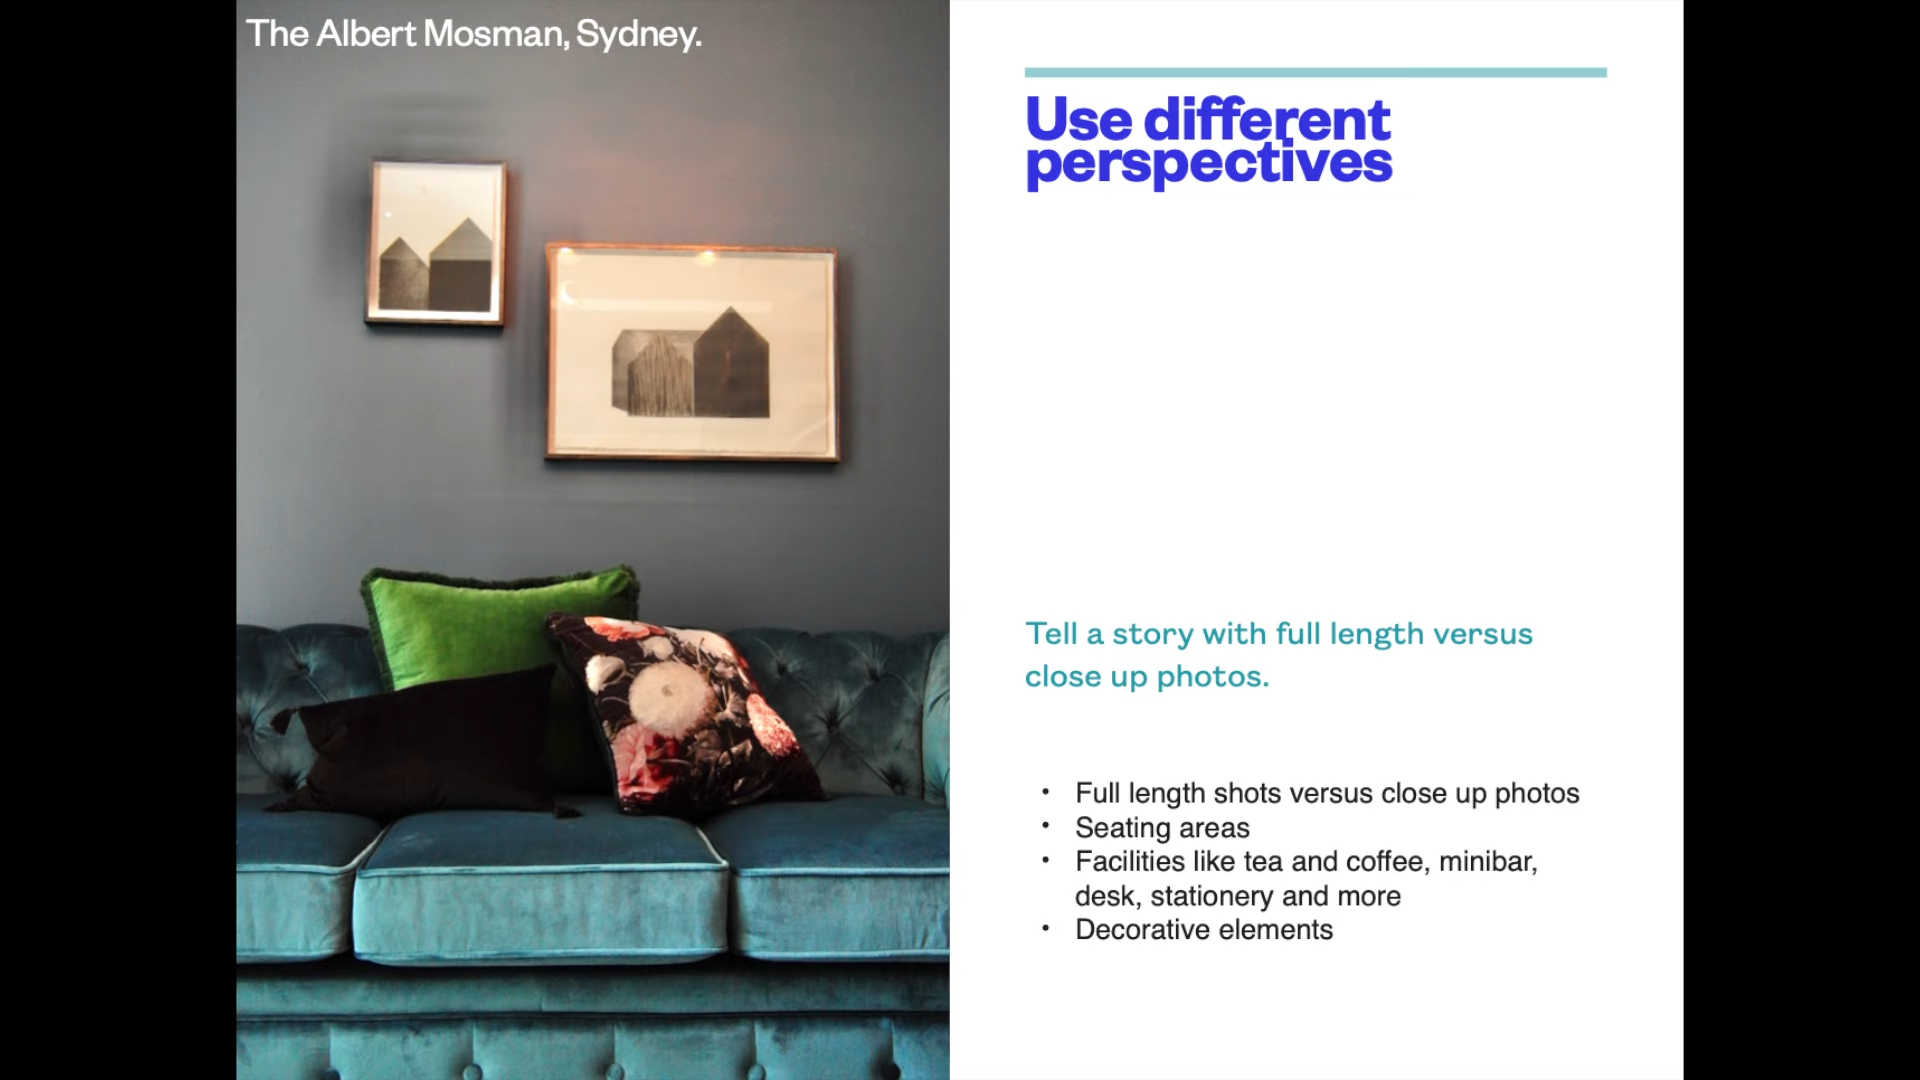 The Albert Mosman, Sydney.
Use different
perspectives
Tell a story with full length versus
close up photos.
• Full length shots versus close up photos
• Seating areas
• Facilities like tea and coffee, minibar,
desk, stationery and more
• Decorative elements